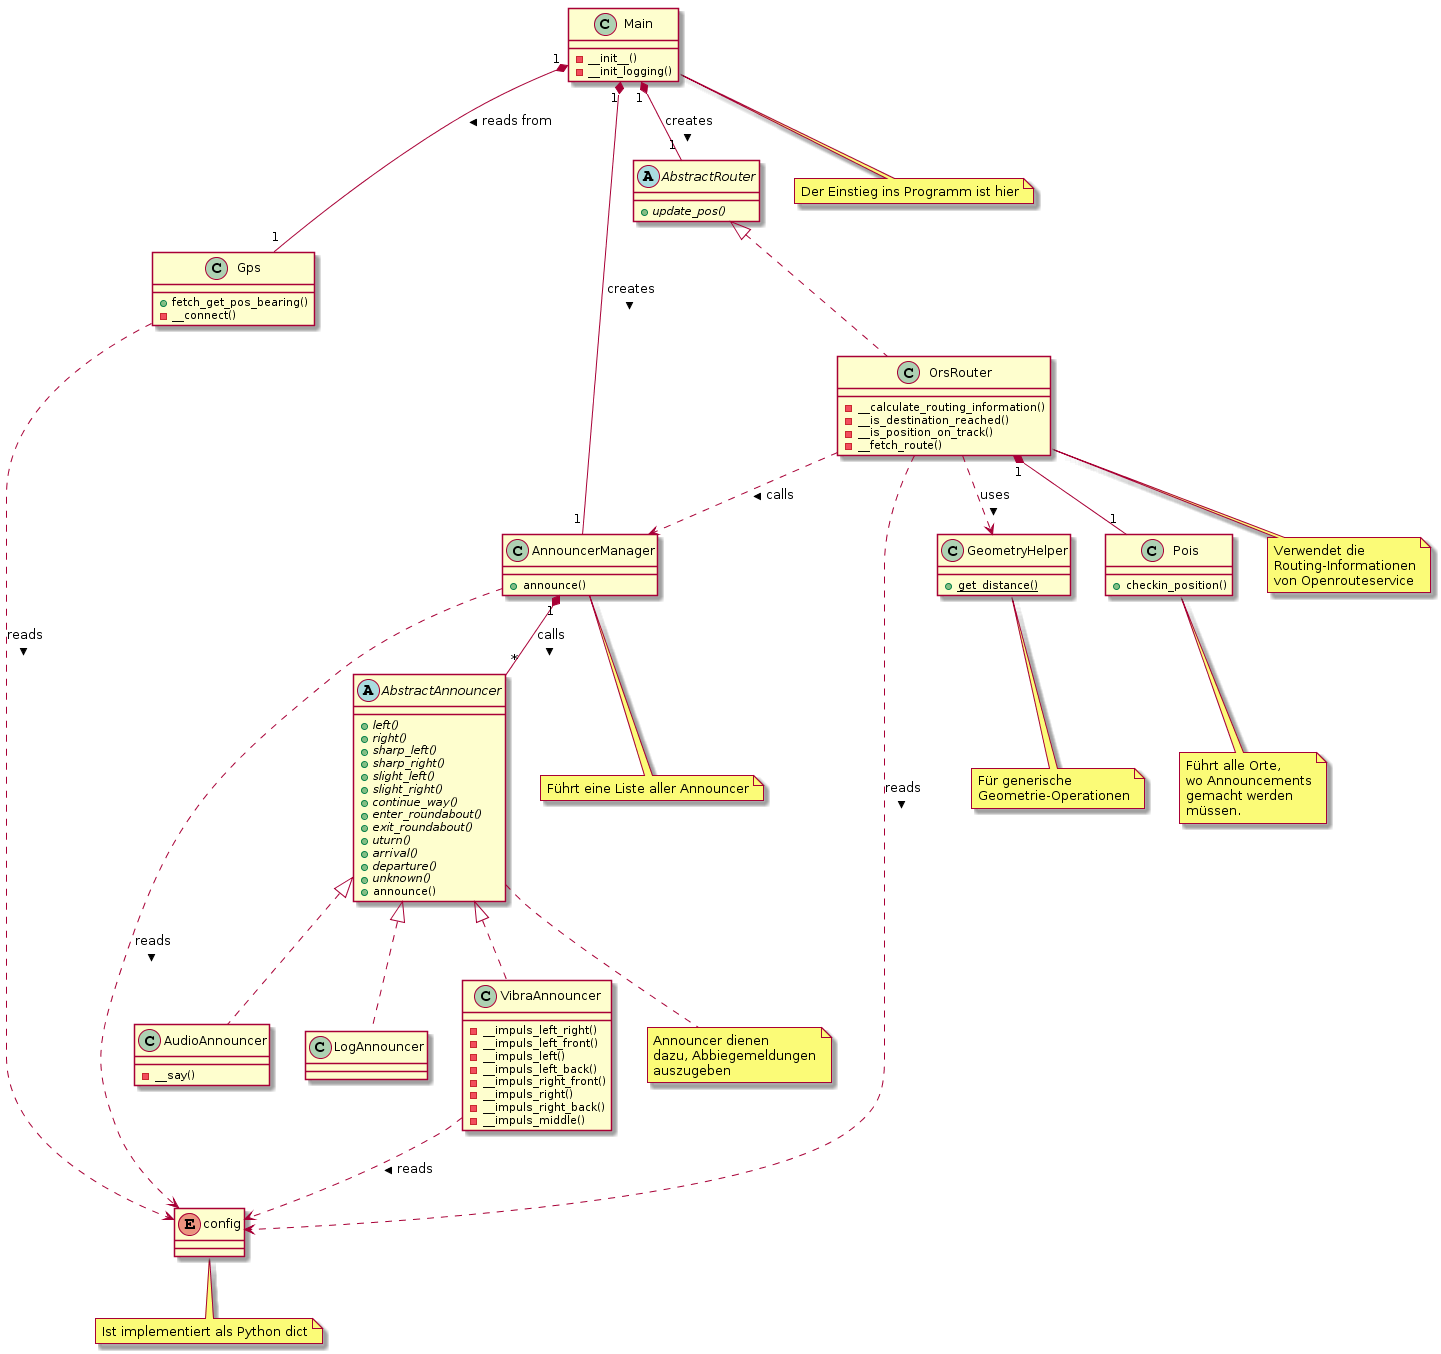 C Main
__init__()
__init_logging()
1
1
1
◀ reads from
creates
▼
1
A AbstractRouter
update_pos()
Der Einstieg ins Programm ist hier
1
C Gps
fetch_get_pos_bearing()
__connect()
creates
▼
C OrsRouter
__calculate_routing_information()
__is_destination_reached()
__is_position_on_track()
__fetch_route()
1
◀ calls
uses
▼
1
1
C AnnouncerManager
announce()
C GeometryHelper
get_distance()
C Pois
checkin_position()
Verwendet die
Routing-Informationen
von Openrouteservice
1
reads
▼
calls
▼
*
A AbstractAnnouncer
left()
right()
sharp_left()
sharp_right()
slight_left()
slight_right()
continue_way()
enter_roundabout()
exit_roundabout()
uturn()
arrival()
departure()
unknown()
announce()
Führt eine Liste aller Announcer
reads
▼
Für generische
Geometrie-Operationen
Führt alle Orte,
wo Announcements
gemacht werden
müssen.
reads
▼
C AudioAnnouncer
__say()
C LogAnnouncer
C VibraAnnouncer
__impuls_left_right()
__impuls_left_front()
__impuls_left()
__impuls_left_back()
__impuls_right_front()
__impuls_right()
__impuls_right_back()
__impuls_middle()
Announcer dienen
dazu, Abbiegemeldungen
auszugeben
◀ reads
E config
Ist implementiert als Python dict